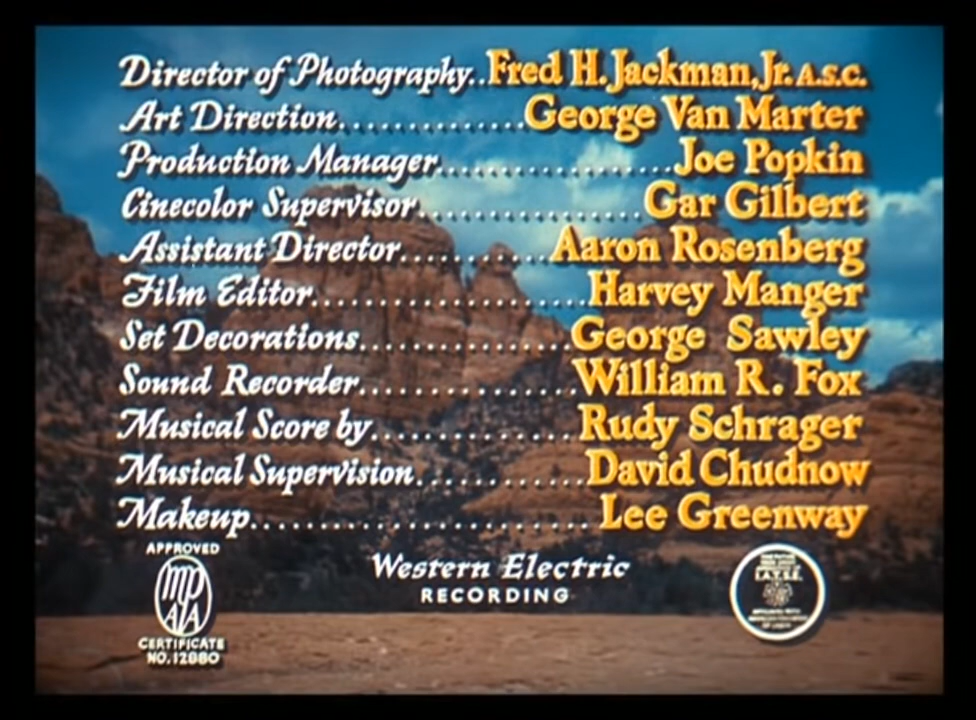 Director of Photography..Fred H. Jackman, Jr. A.S.C.
Art Direction.............George Van Marter
Production Manager..................Joe Popkin
Cinecolor Supervisor.................Gar Gilbert
Assistant Director...........Aaron Rosenberg
Film Editor.....................Harvey Manger
Set Decorations................George Sawley
Sound Recorder................William R. Fox
Musical Score by...............Rudy Schrager
Musical Supervision.............David Chudnow
Makeup..........................Lee Greenway
APPROVED
MPAA
CERTIFICATE
NO. 12080
Western Electric
RECORDING
I.A.T.S.E.